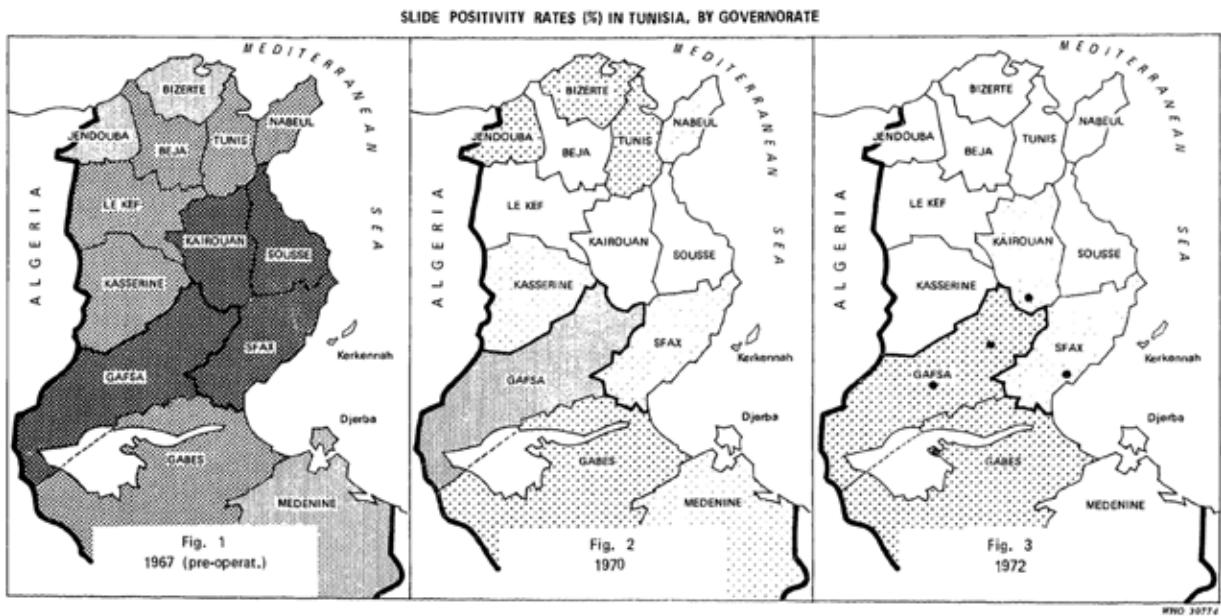 SLIDE POSITIVITY RATES (%) IN TUNISIA, BY GOVERNORATE
MEDITERRANEAN SEA
ALGERIA
BIZERTE
JENDOUBA
BEJA
TUNIS
NABEUL
LE KEF
KAIROUAN
SOUSSE
KASSERINE
SFAX
Kerkennah
GAFSA
Djerba
GABES
MEDENINE
Fig. 1
1967 (pre-operat.)
MEDITERRANEAN SEA
ALGERIA
BIZERTE
JENDOUBA
BEJA
TUNIS
NABEUL
LE KEF
KAIROUAN
SOUSSE
KASSERINE
SFAX
Kerkennah
GAFSA
Djerba
GABES
MEDENINE
Fig. 2
1970
MEDITERRANEAN SEA
ALGERIA
BIZERTE
JENDOUBA
BEJA
TUNIS
NABEUL
LE KEF
KAIROUAN
SOUSSE
KASSERINE
SFAX
Kerkennah
GAFSA
Djerba
GABES
MEDENINE
Fig. 3
1972
WHO 30774